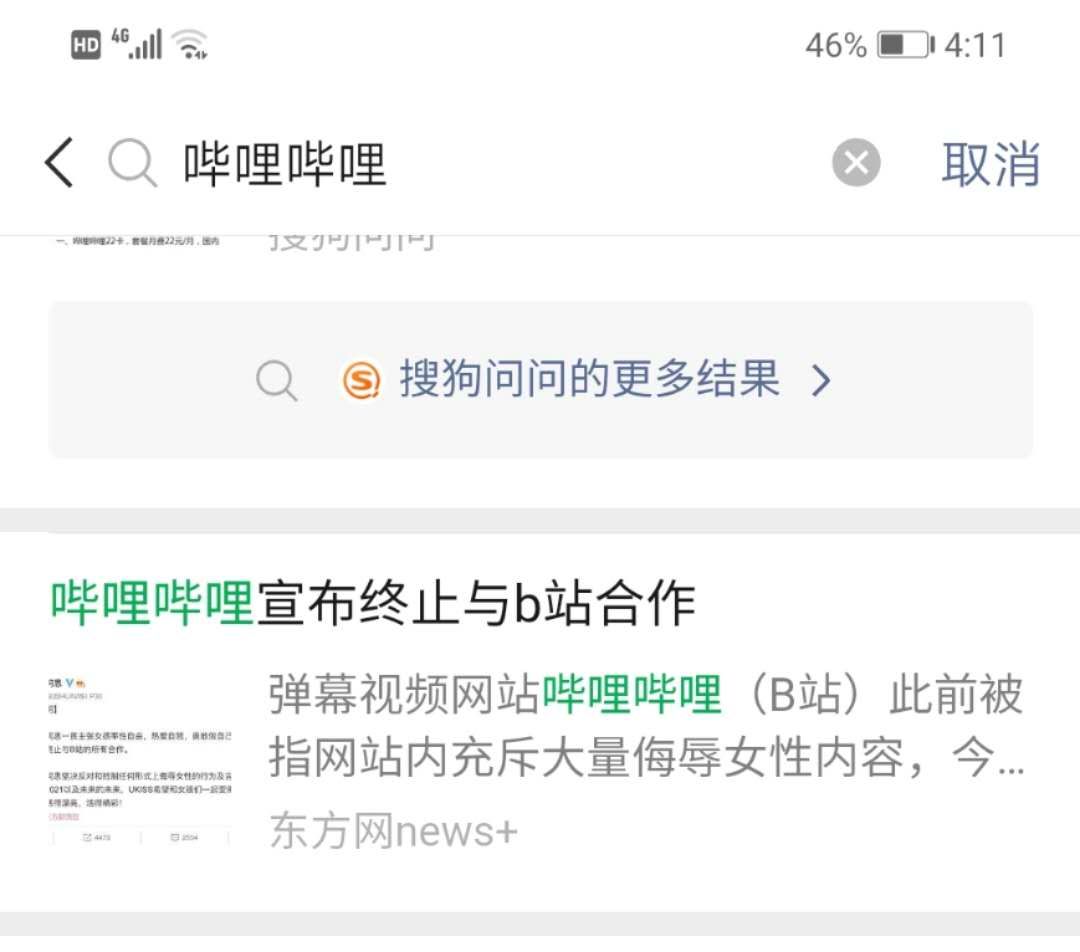 HD 4G 46% 4:11
哔哩哔哩 取消
一、哔哩哔哩22卡，套餐月费22元/月，国内
搜狗问问
搜狗问问的更多结果
哔哩哔哩宣布终止与b站合作
弹幕视频网站哔哩哔哩（B站）此前被
指网站内充斥大量侮辱女性内容，今...
东方网news+